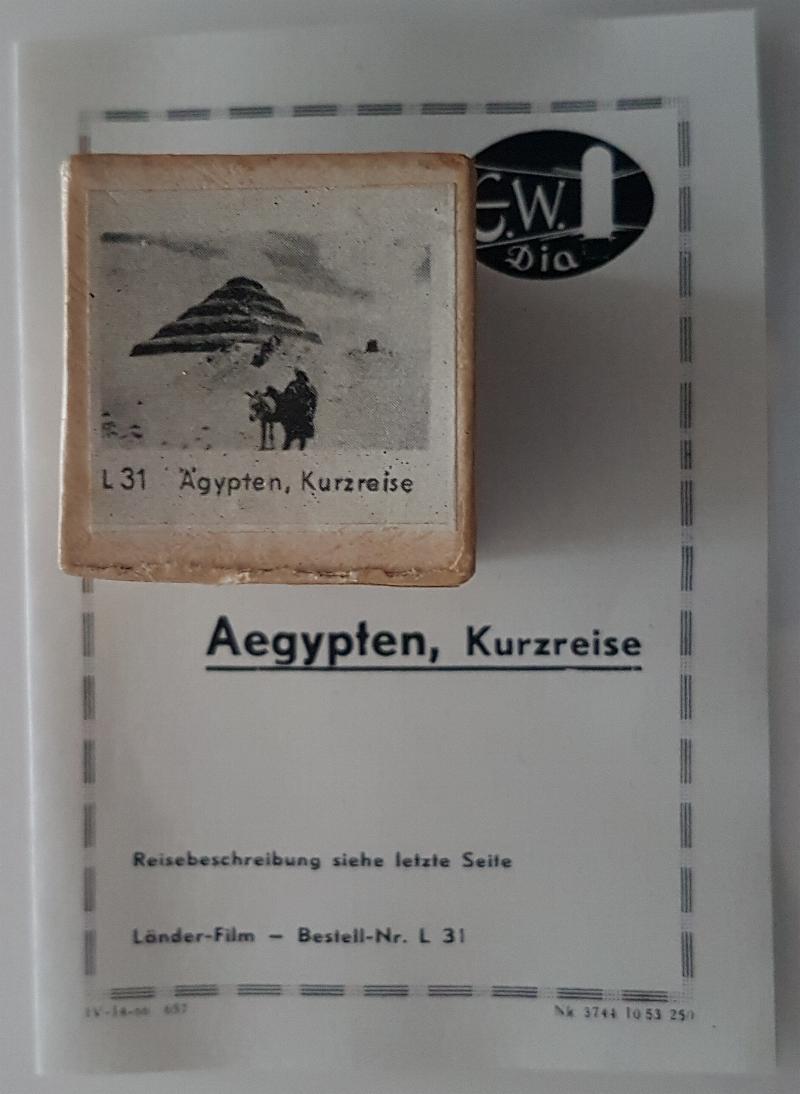 E.W.
Dia
L 31 Ägypten, Kurzreise
Aegypten, Kurzreise
Reisebeschreibung siehe letzte Seite
Länder-Film – Bestell-Nr. L 31
657
Nk 3744 10 53 250